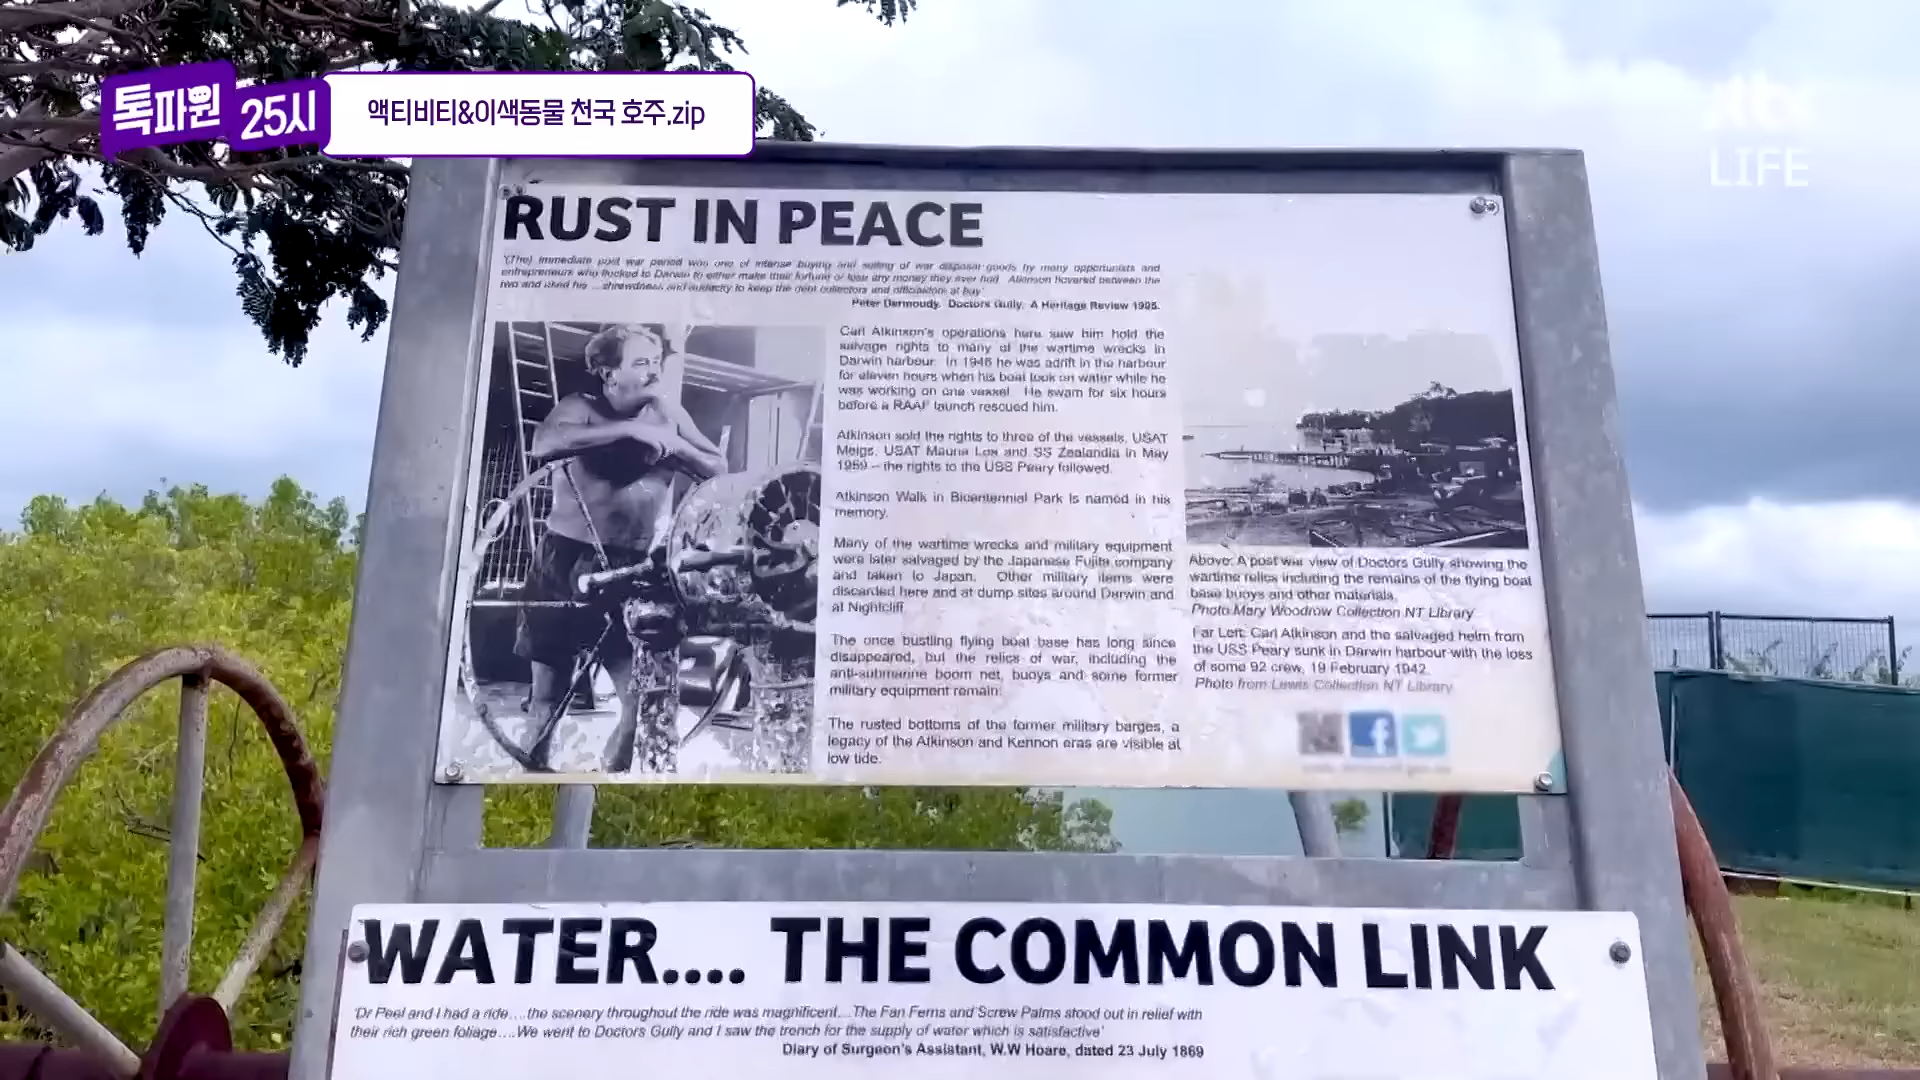 톡파원 25시
액티비티&이색동물 천국 호주.zip
jtbc
LIFE
RUST IN PEACE
'(The) immediate post war period was one of intense buying and selling of war disposal goods by many opportunists and
entrepreneurs who flocked to Darwin to either make their fortune or lose any money they ever had. Atkinson hovered between the
two and used his ... shrewdness and audacity to keep the debt collectors and officialdom at bay'
Peter Dermoudy. Doctors Gully. A Heritage Review
Carl Atkinson's operations here saw him hold the
salvage rights to many of the wartime wrecks in
Darwin harbour. In 1946 he was adrift in the harbour
for eleven hours when his boat took on water while he
was working on one vessel. He swam for six hours
before a RAAF launch rescued him.
Atkinson sold the rights to three of the vessels, USAT
Meigs, USAT Mauna Loa and SS Zealandia in May
1959 – the rights to the USS Peary followed.
Atkinson Walk in Bicentennial Park is named in his
memory.
Many of the wartime wrecks and military equipment
were later salvaged by the Japanese Fujita company
and taken to Japan. Other military items were
discarded here and at dump sites around Darwin and
at Nightcliff.
The once bustling flying boat base has long since
disappeared, but the relics of war, including the
anti-submarine boom net, buoys and some former
military equipment remain.
The rusted bottoms of the former military barges, a
legacy of the Atkinson and Kennon eras are visible at
low tide.
Above: A post war view of Doctors Gully showing the
wartime relics including the remains of the flying boat
base buoys and other materials.
Photo Mary Woodrow Collection NT Library
Far Left: Carl Atkinson and the salvaged helm from
the USS Peary sunk in Darwin harbour with the loss
of some 92 crew, 19 February 1942.
Photo from Lewis Collection NT Library
WATER.... THE COMMON LINK
'Dr Peel and I had a ride....the scenery throughout the ride was magnificent....The Fan Ferns and Screw Palms stood out in relief with
their rich green foliage....We went to Doctors Gully and I saw the trench for the supply of water which is satisfactive'
Diary of Surgeon's Assistant, W.W Hoare, dated 23 July 1869